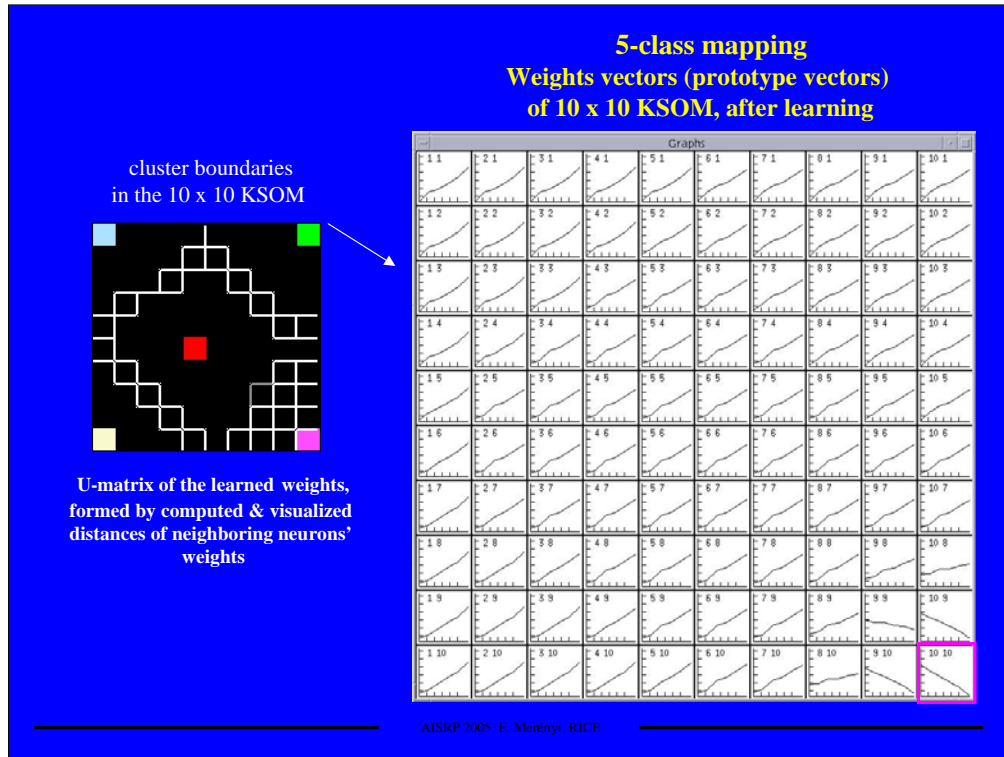 5-class mapping
Weights vectors (prototype vectors)
of 10 x 10 KSOM, after learning
cluster boundaries
in the 10 x 10 KSOM
U-matrix of the learned weights,
formed by computed & visualized
distances of neighboring neurons’
weights
Graphs
1 1 2 1 3 1 4 1 5 1 6 1 7 1 8 1 9 1 10 1
1 2 2 2 3 2 4 2 5 2 6 2 7 2 8 2 9 2 10 2
1 3 2 3 3 3 4 3 5 3 6 3 7 3 8 3 9 3 10 3
1 4 2 4 3 4 4 4 5 4 6 4 7 4 8 4 9 4 10 4
1 5 2 5 3 5 4 5 5 5 6 5 7 5 8 5 9 5 10 5
1 6 2 6 3 6 4 6 5 6 6 6 7 6 8 6 9 6 10 6
1 7 2 7 3 7 4 7 5 7 6 7 7 7 8 7 9 7 10 7
1 8 2 8 3 8 4 8 5 8 6 8 7 8 8 8 9 8 10 8
1 9 2 9 3 9 4 9 5 9 6 9 7 9 8 9 9 9 10 9
1 10 2 10 3 10 4 10 5 10 6 10 7 10 8 10 9 10 10 10
AISRP 2005 E. Merényi, RICE